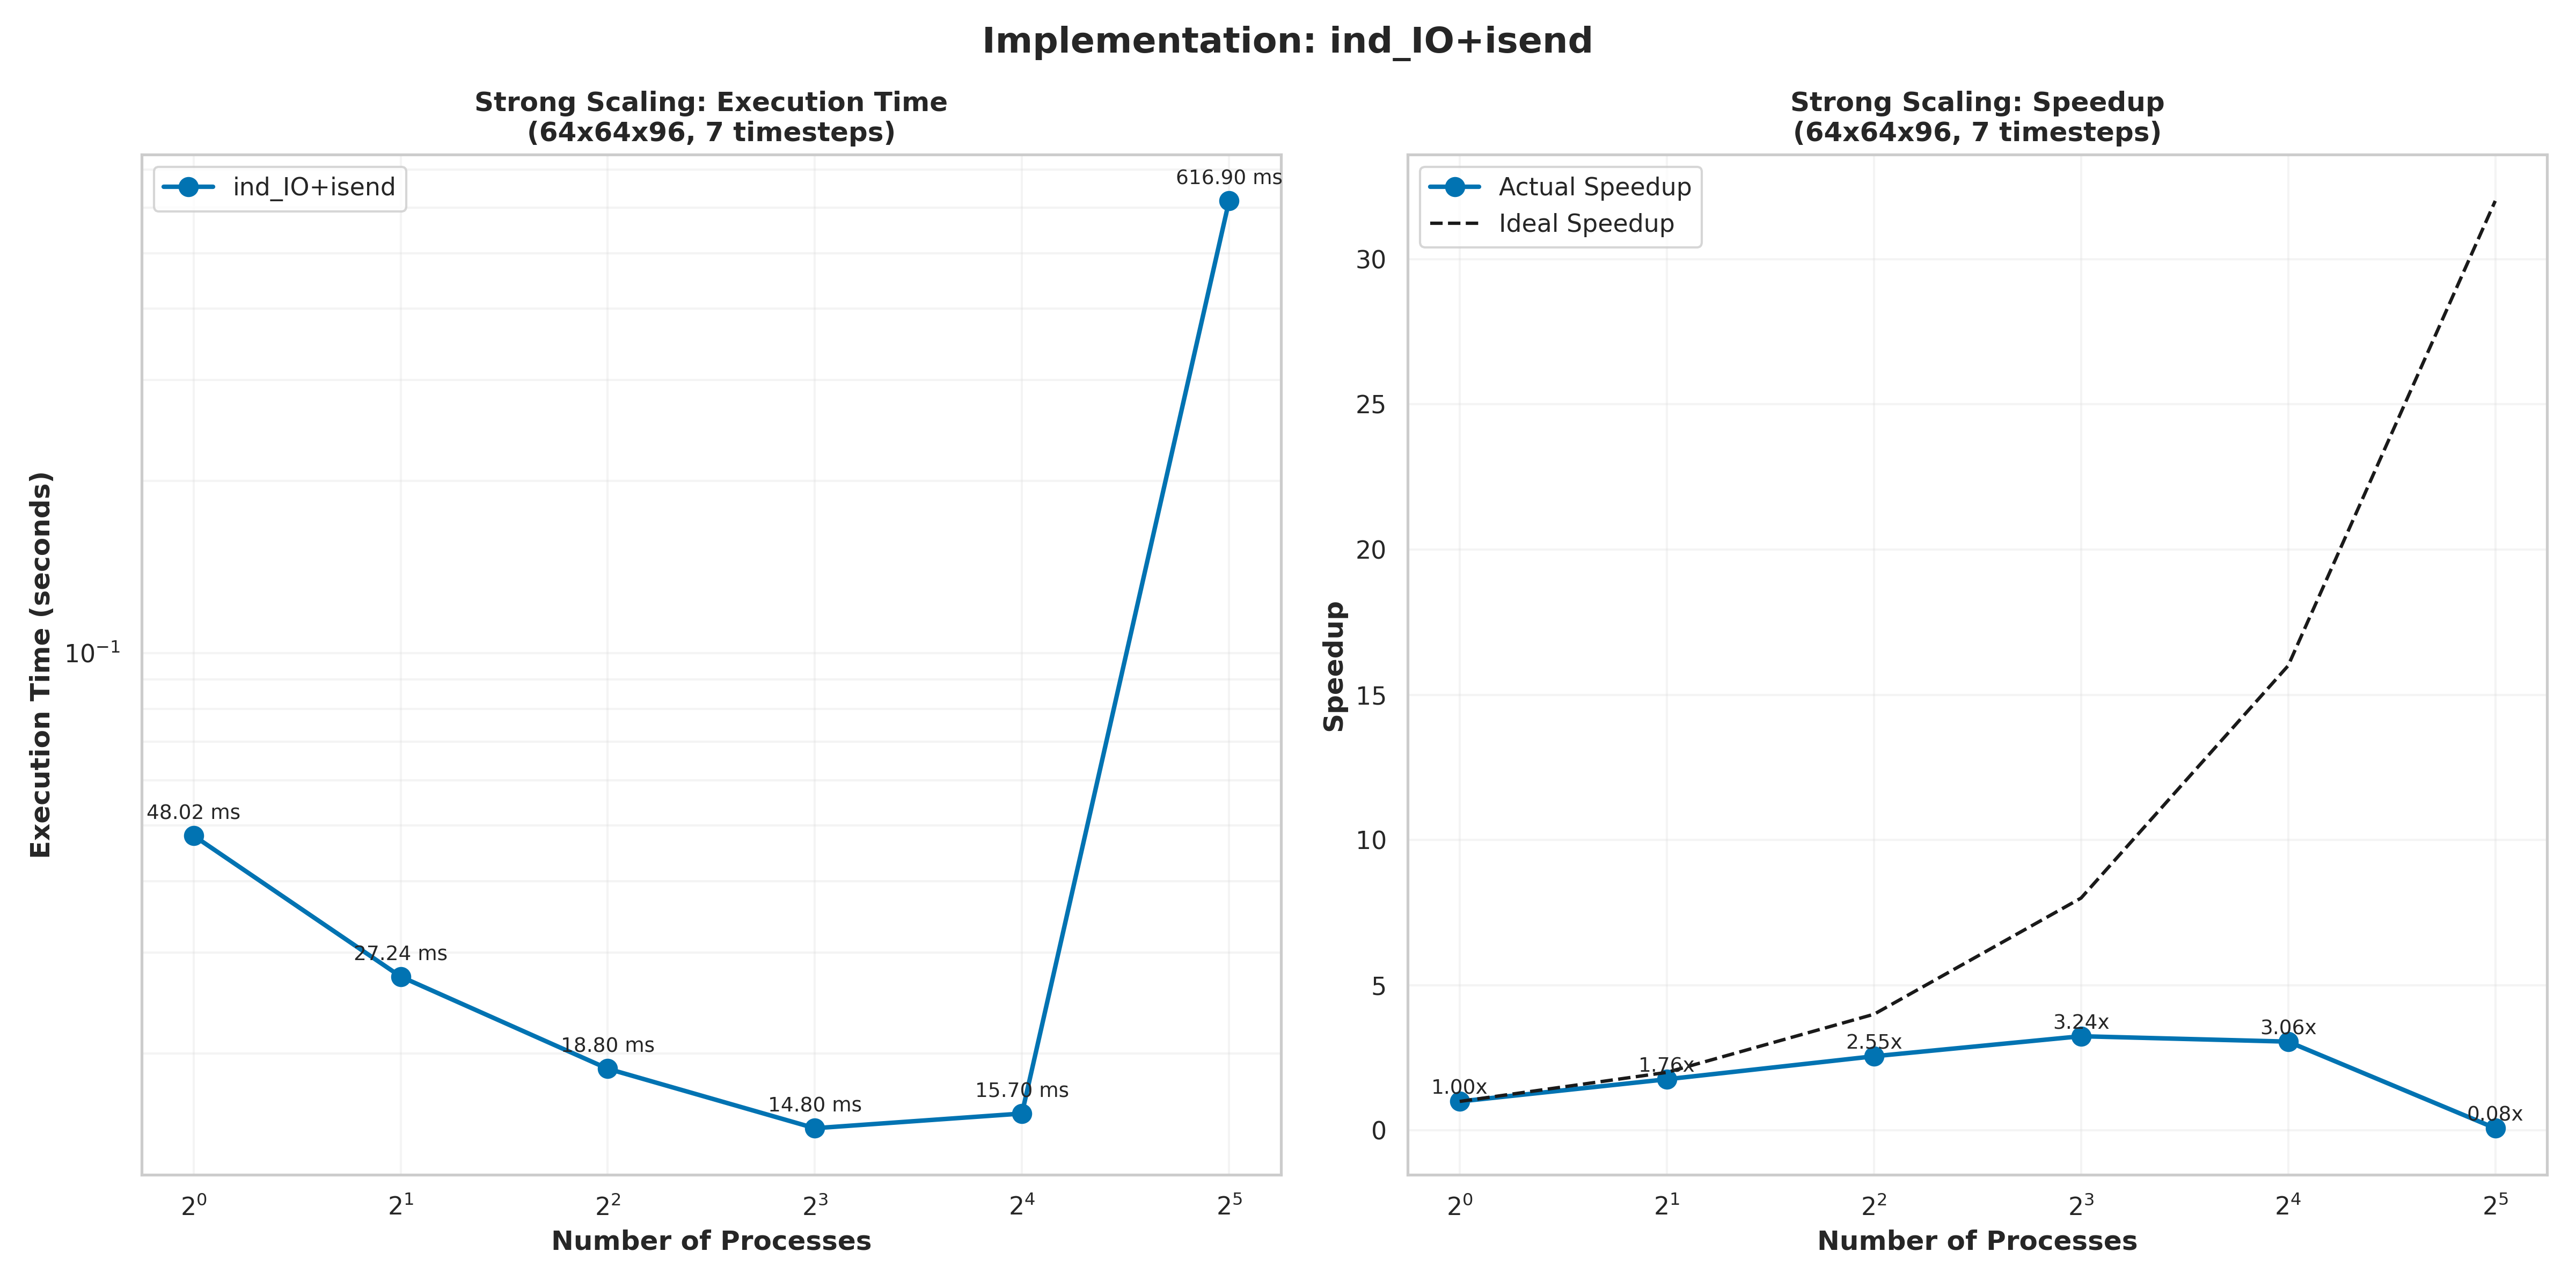 Implementation: ind_IO+isend
Strong Scaling: Execution Time
(64x64x96, 7 timesteps)
ind_IO+isend
616.90 ms
48.02 ms
27.24 ms
18.80 ms
14.80 ms
15.70 ms
10⁻¹
Execution Time (seconds)
2⁰ 2¹ 2² 2³ 2⁴ 2⁵
Number of Processes
Strong Scaling: Speedup
(64x64x96, 7 timesteps)
Actual Speedup
Ideal Speedup
30
25
20
15
10
5
0
Speedup
1.00x
1.76x
2.55x
3.24x
3.06x
0.08x
2⁰ 2¹ 2² 2³ 2⁴ 2⁵
Number of Processes